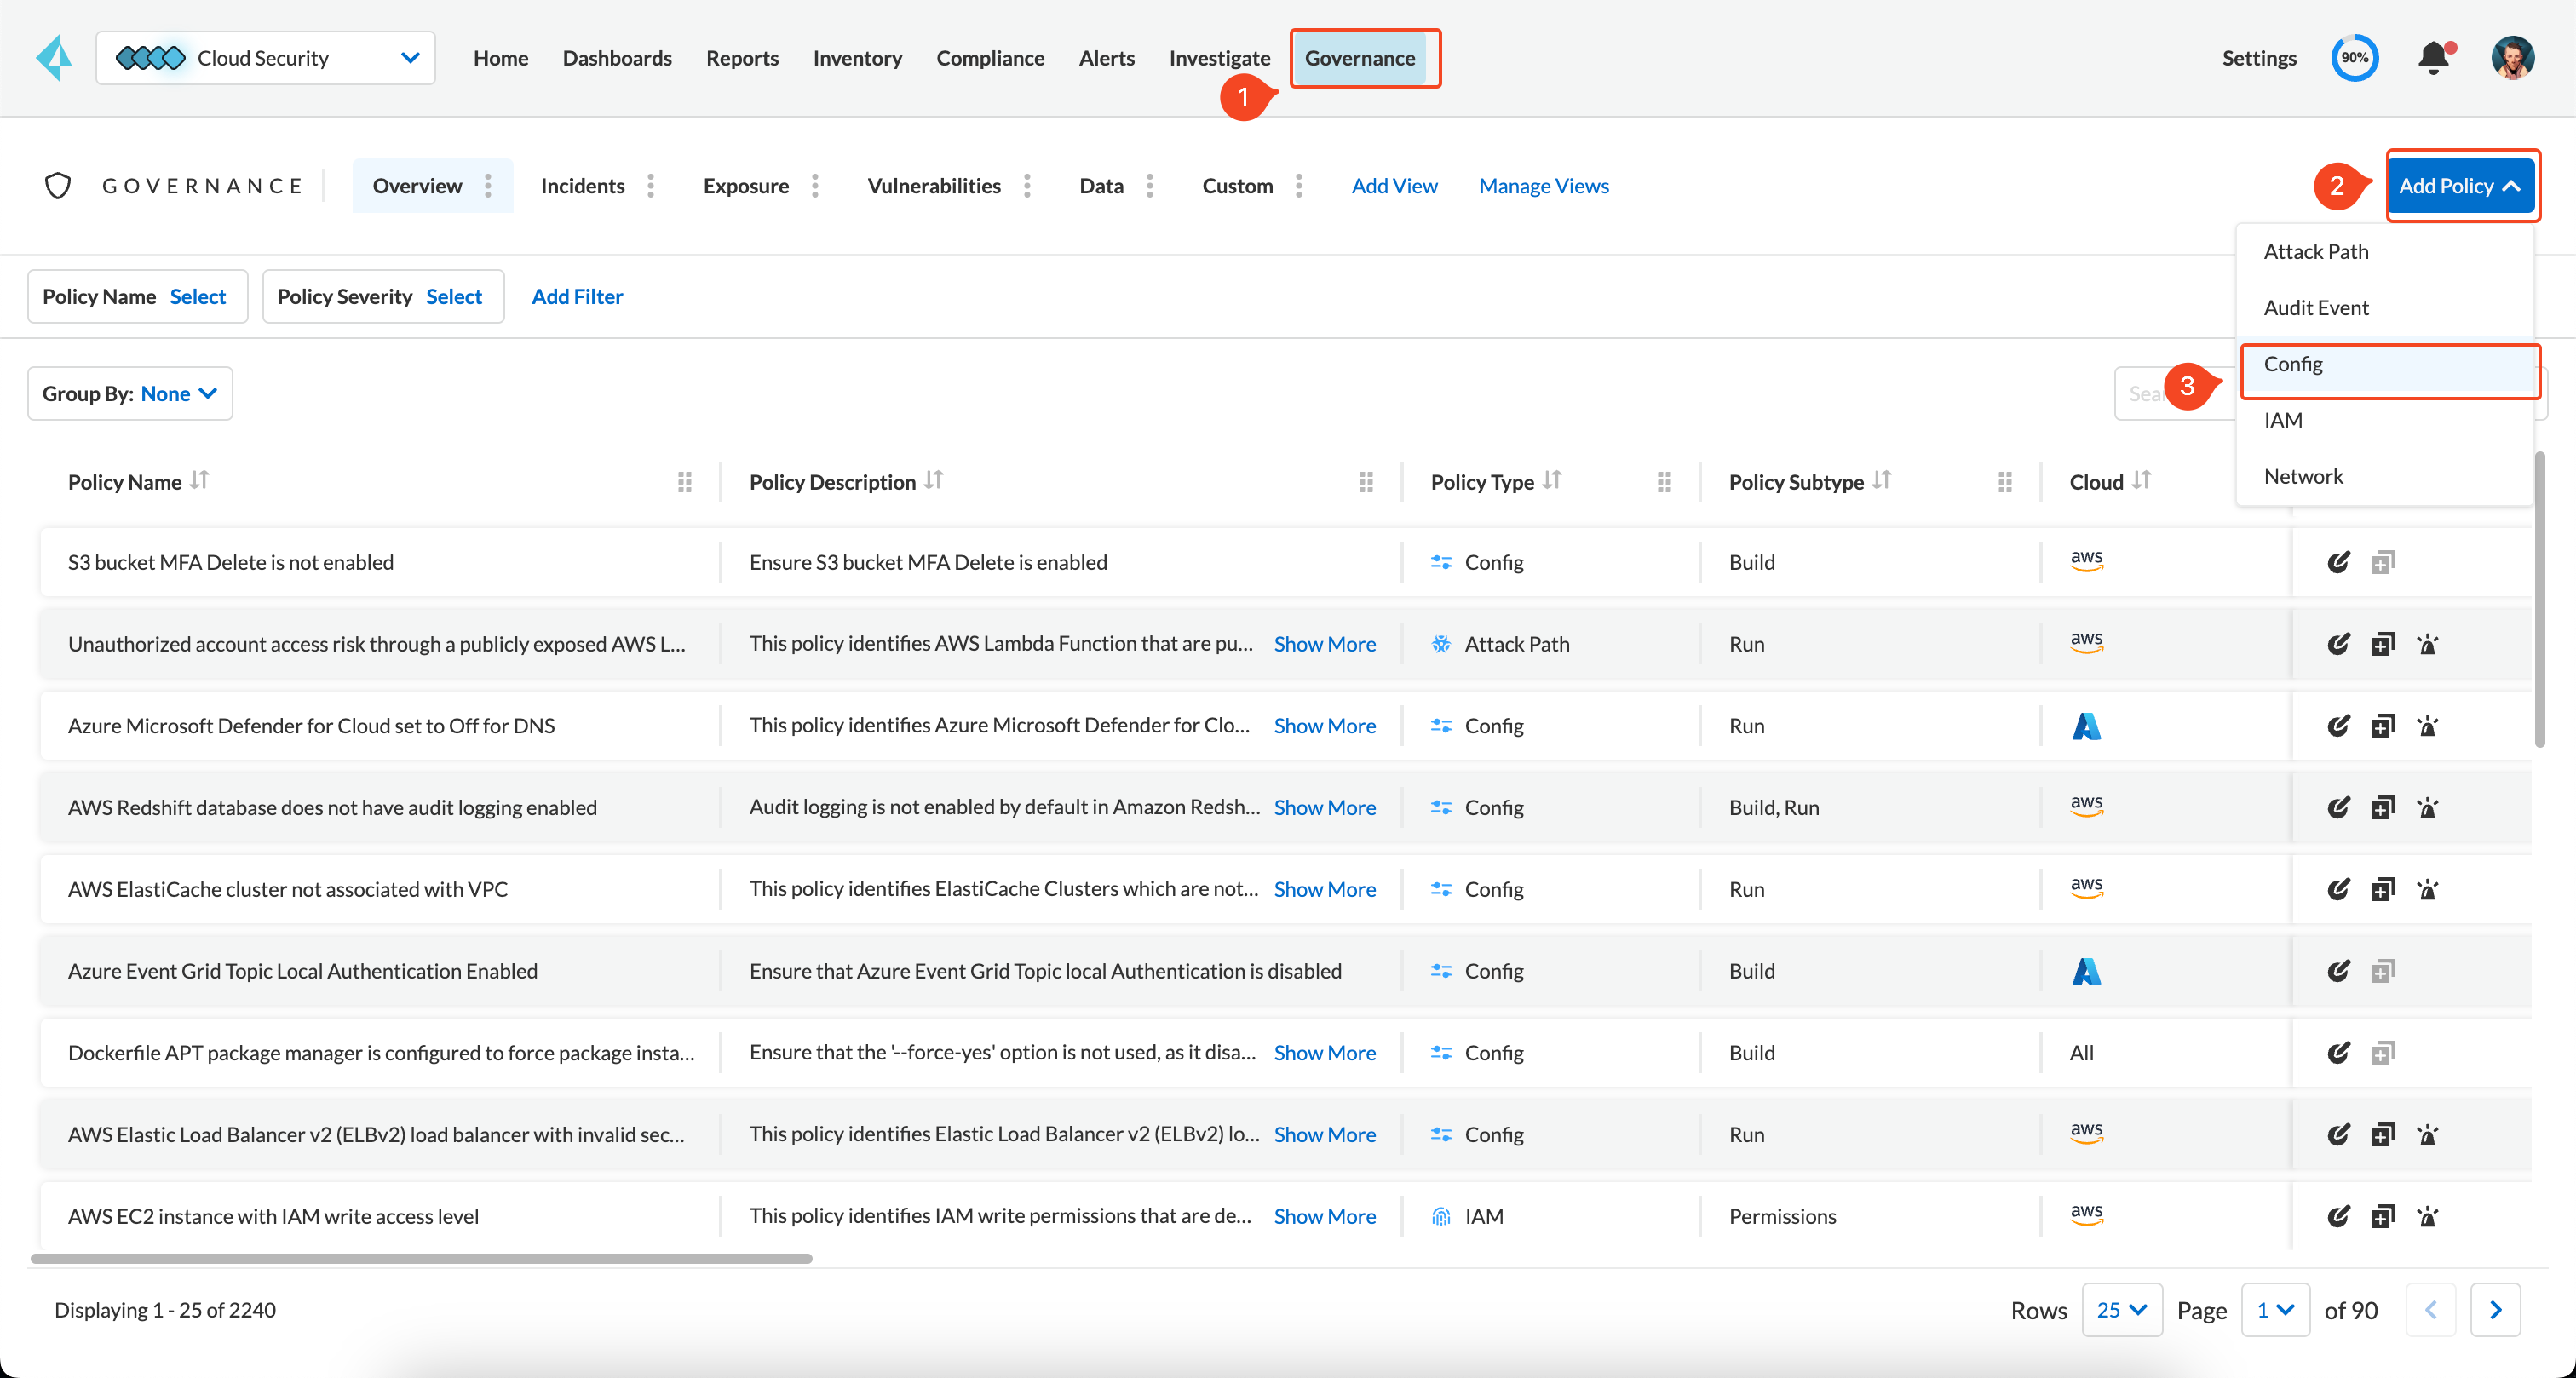 Cloud Security
Home Dashboards Reports Inventory Compliance Alerts Investigate Governance
Settings 90%
1
GOVERNANCE Overview Incidents Exposure Vulnerabilities Data Custom Add View Manage Views
2 Add Policy
Attack Path
Audit Event
3 Config
IAM
Network
Policy Name Select Policy Severity Select Add Filter
Group By: None
Policy Name Policy Description Policy Type Policy Subtype Cloud
S3 bucket MFA Delete is not enabled Ensure S3 bucket MFA Delete is enabled Config Build aws
Unauthorized account access risk through a publicly exposed AWS L... This policy identifies AWS Lambda Function that are pu... Show More Attack Path Run aws
Azure Microsoft Defender for Cloud set to Off for DNS This policy identifies Azure Microsoft Defender for Clo... Show More Config Run
AWS Redshift database does not have audit logging enabled Audit logging is not enabled by default in Amazon Redsh... Show More Config Build, Run aws
AWS ElastiCache cluster not associated with VPC This policy identifies ElastiCache Clusters which are not... Show More Config Run aws
Azure Event Grid Topic Local Authentication Enabled Ensure that Azure Event Grid Topic local Authentication is disabled Config Build
Dockerfile APT package manager is configured to force package insta... Ensure that the '--force-yes' option is not used, as it disa... Show More Config Build All
AWS Elastic Load Balancer v2 (ELBv2) load balancer with invalid sec... This policy identifies Elastic Load Balancer v2 (ELBv2) lo... Show More Config Run aws
AWS EC2 instance with IAM write access level This policy identifies IAM write permissions that are de... Show More IAM Permissions aws
Displaying 1 - 25 of 2240 Rows 25 Page 1 of 90